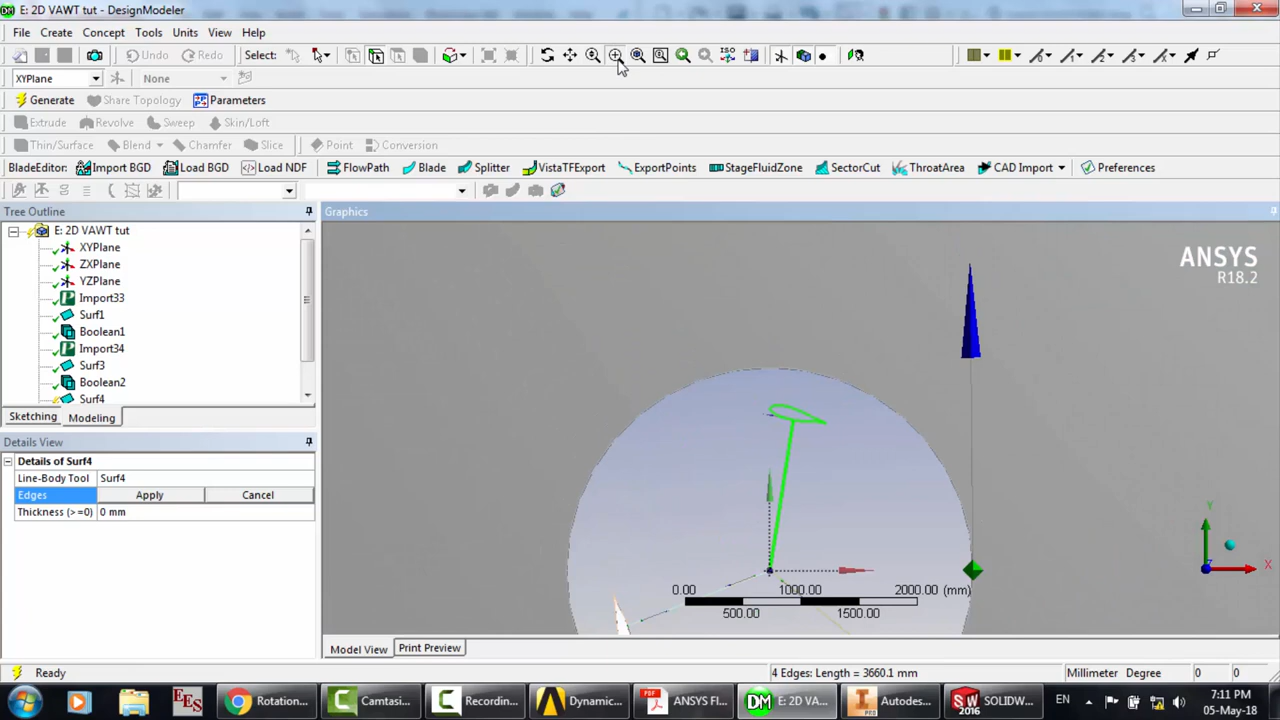 E: 2D VAWT tut - DesignModeler
File Create Concept Tools Units View Help
Undo Redo Select:
XYPlane None
Generate Share Topology Parameters
Extrude Revolve Sweep Skin/Loft
Thin/Surface Blend Chamfer Slice Point Conversion
BladeEditor: Import BGD Load BGD Load NDF FlowPath Blade Splitter VistaTFExport ExportPoints StageFluidZone SectorCut ThroatArea CAD Import Preferences
Tree Outline
Graphics
E: 2D VAWT tut
XYPlane
ZXPlane
YZPlane
Import33
Surf1
Boolean1
Import34
Surf3
Boolean2
Surf4
Sketching Modeling
Details View
Details of Surf4
Line-Body Tool Surf4
Edges Apply Cancel
Thickness (>=0) 0 mm
ANSYS
R18.2
Y
X
Z
0.00 1000.00 2000.00 (mm)
500.00 1500.00
Model View Print Preview
Ready
4 Edges: Length = 3660.1 mm
Millimeter Degree 0 0
EES Rotation... Camtasi... Recordin... Dynamic... ANSYS Fl... E: 2D VA... Autodes... SOLIDW...
EN
7:11 PM
05-May-18